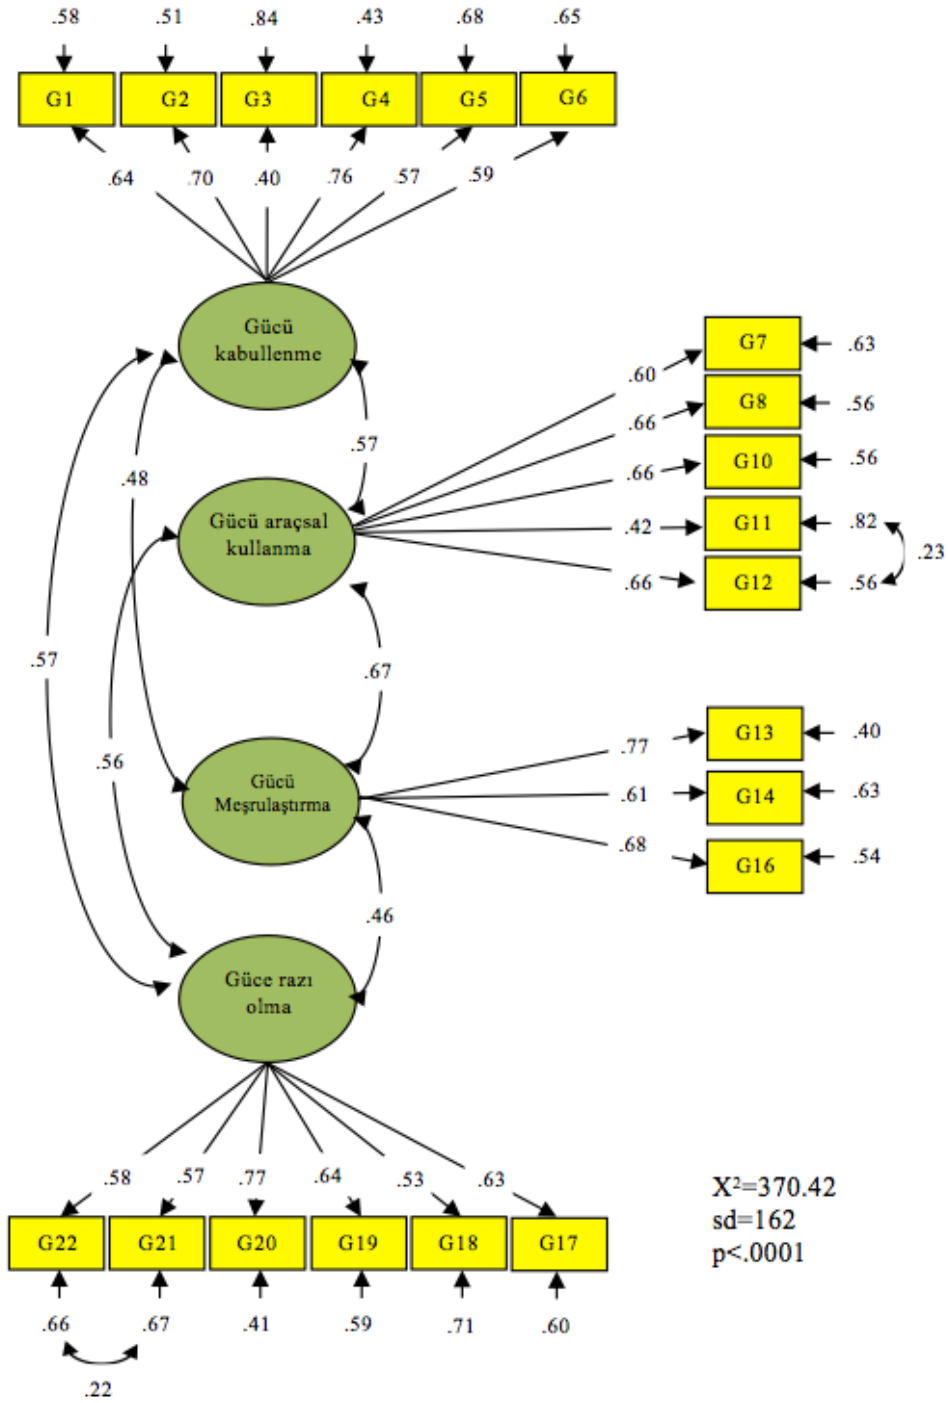 .58 .51 .84 .43 .68 .65
G1 G2 G3 G4 G5 G6
.64 .70 .40 .76 .57 .59
Gücü
kabullenme
G7 .63
.60
G8 .56
.66
.57
G10 .56
.66
.48
Gücü araçsal
kullanma
.42 G11 .82
.23
.66 G12 .56
.57
.67
G13 .40
.77
.56
Gücü
Meşrulaştırma
.61 G14 .63
.68
G16 .54
.46
Güce razı
olma
.58 .57 .77 .64 .53 .63
G22 G21 G20 G19 G18 G17
.66 .67 .41 .59 .71 .60
.22
X²=370.42
sd=162
p<.0001